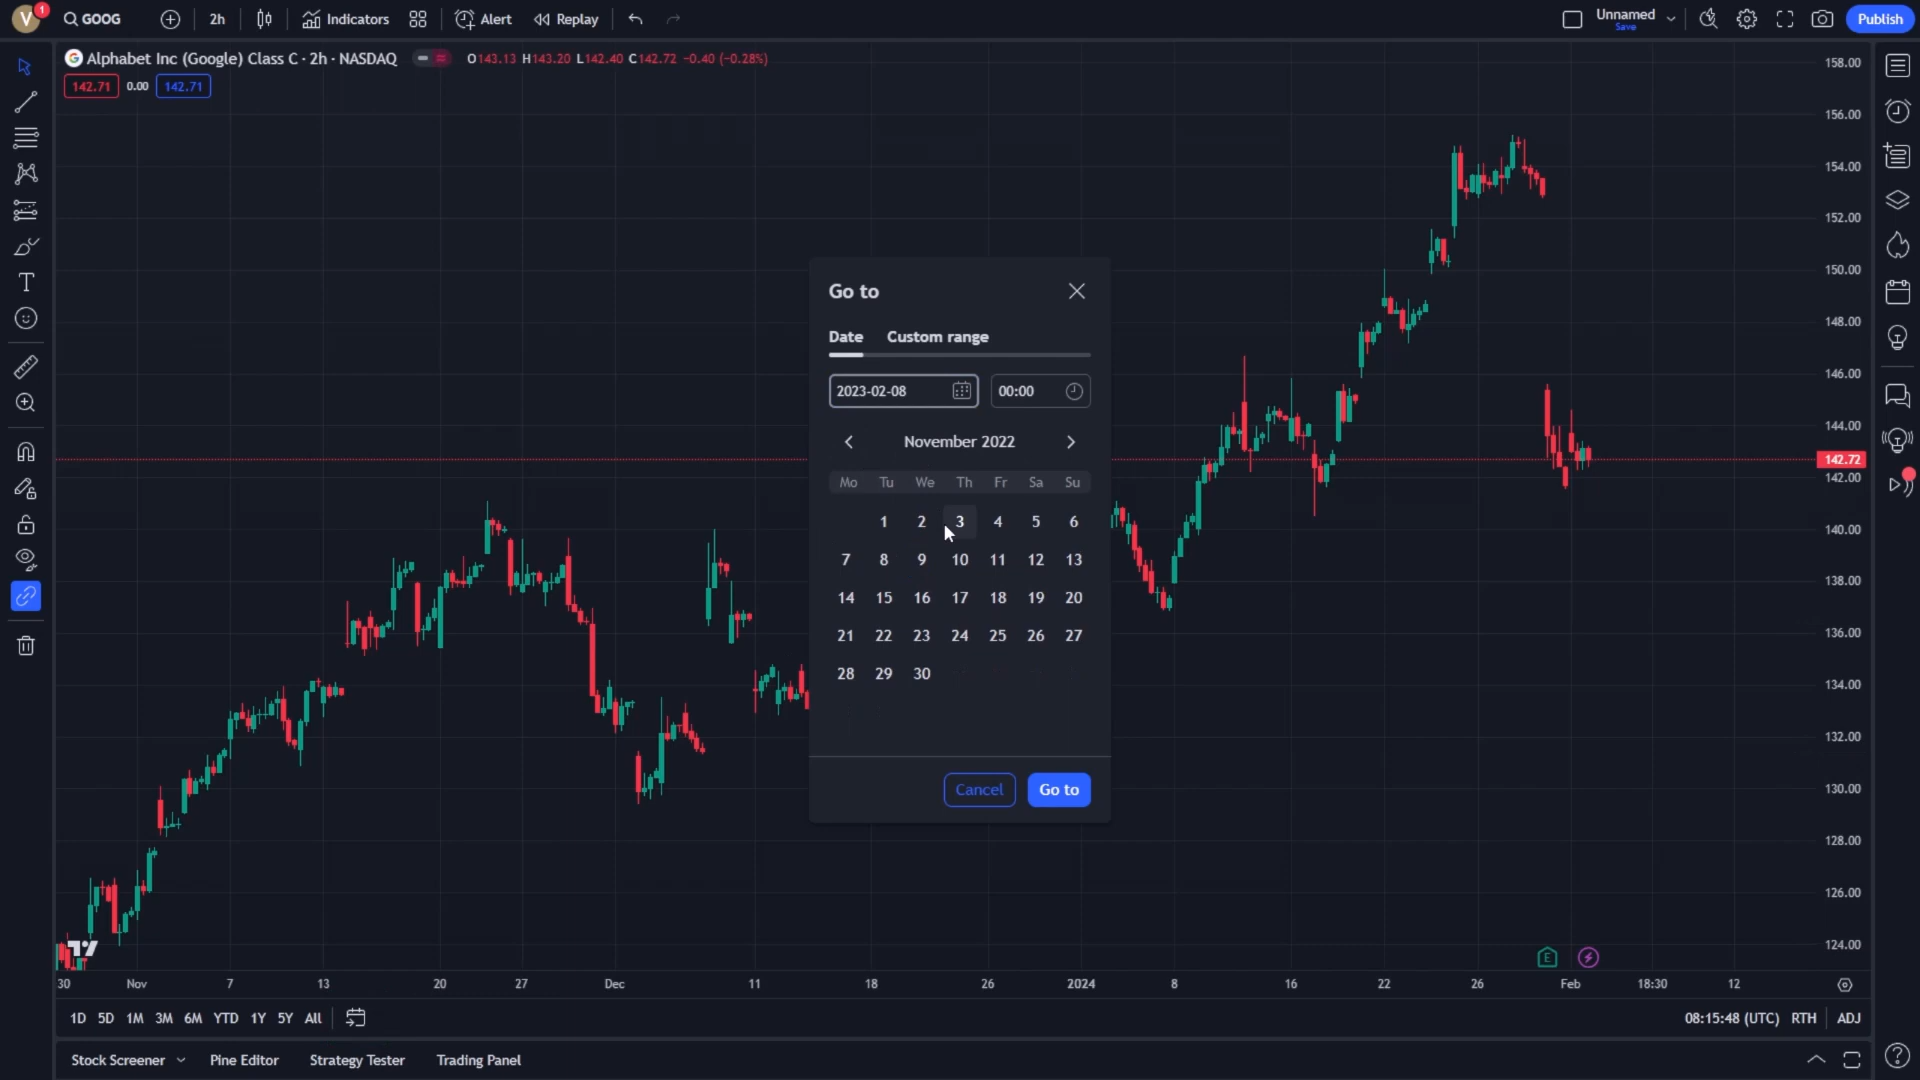 V 1 GOOG 2h Indicators Alert Replay Unnamed Save Publish
Alphabet Inc (Google) Class C · 2h · NASDAQ O143.13 H143.20 L142.40 C142.72 −0.40 (−0.28%)
142.71 0.00 142.71
158.00
156.00
154.00
152.00
150.00
148.00
146.00
144.00
142.72
142.00
140.00
138.00
136.00
134.00
132.00
130.00
128.00
126.00
124.00
Go to
Date Custom range
2023-02-08 00:00
November 2022
Mo Tu We Th Fr Sa Su
1 2 3 4 5 6
7 8 9 10 11 12 13
14 15 16 17 18 19 20
21 22 23 24 25 26 27
28 29 30
Cancel Go to
E
30 Nov 7 13 20 27 Dec 11 18 26 2024 8 16 22 26 Feb 18:30 12
1D 5D 1M 3M 6M YTD 1Y 5Y All 08:15:48 (UTC) RTH ADJ
Stock Screener Pine Editor Strategy Tester Trading Panel